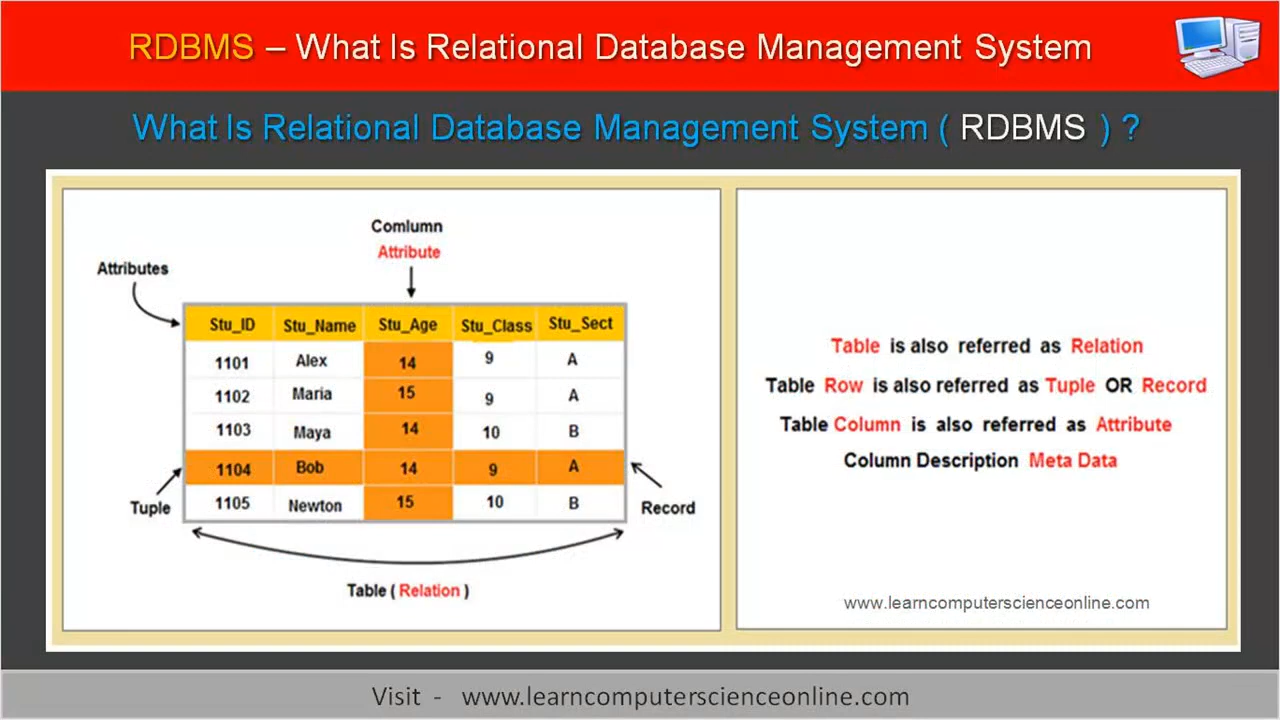 RDBMS – What Is Relational Database Management System
What Is Relational Database Management System ( RDBMS ) ?
Comlumn
Attribute
Attributes
Stu_ID Stu_Name Stu_Age Stu_Class Stu_Sect
1101 Alex 14 9 A
1102 Maria 15 9 A
1103 Maya 14 10 B
1104 Bob 14 9 A
1105 Newton 15 10 B
Tuple
Record
Table ( Relation )
Table is also referred as Relation
Table Row is also referred as Tuple OR Record
Table Column is also referred as Attribute
Column Description Meta Data
www.learncomputerscienceonline.com
Visit - www.learncomputerscienceonline.com